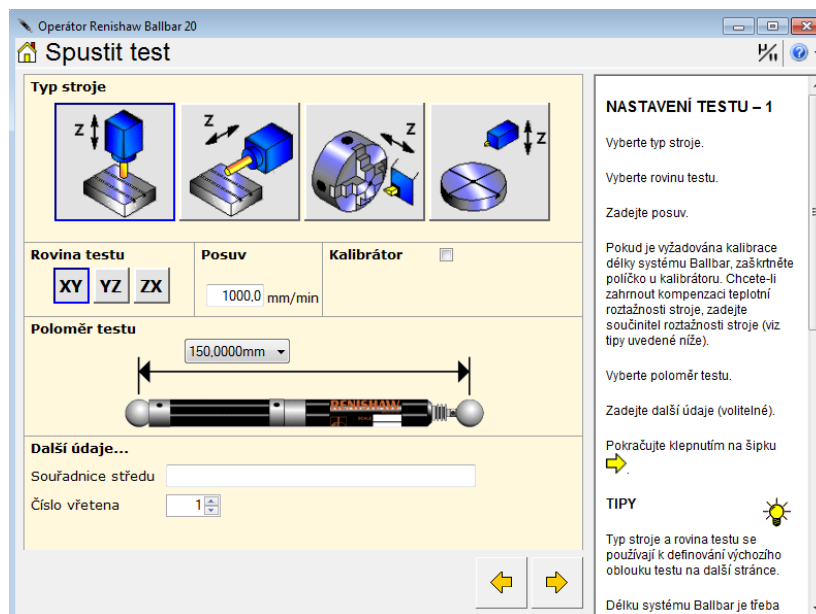 Operátor Renishaw Ballbar 20
Spustit test
Typ stroje
Z
Z
Z
Z
Rovina testu
Posuv
Kalibrátor
XY
YZ
ZX
1000,0 mm/min
Poloměr testu
150,0000mm
RENISHAW
Další údaje...
Souřadnice středu
Číslo vřetena
1
NASTAVENÍ TESTU – 1
Vyberte typ stroje.
Vyberte rovinu testu.
Zadejte posuv.
Pokud je vyžadována kalibrace
délky systému Ballbar, zaškrtněte
políčko u kalibrátoru. Chcete-li
zahrnout kompenzaci teplotní
roztažnosti stroje, zadejte
součinitel roztažnosti stroje (viz
tipy uvedené níže).
Vyberte poloměr testu.
Zadejte další údaje (volitelné).
Pokračujte klepnutím na šipku
.
TIPY
Typ stroje a rovina testu se
používají k definování výchozího
oblouku testu na další stránce.
Délku systému Ballbar je třeba